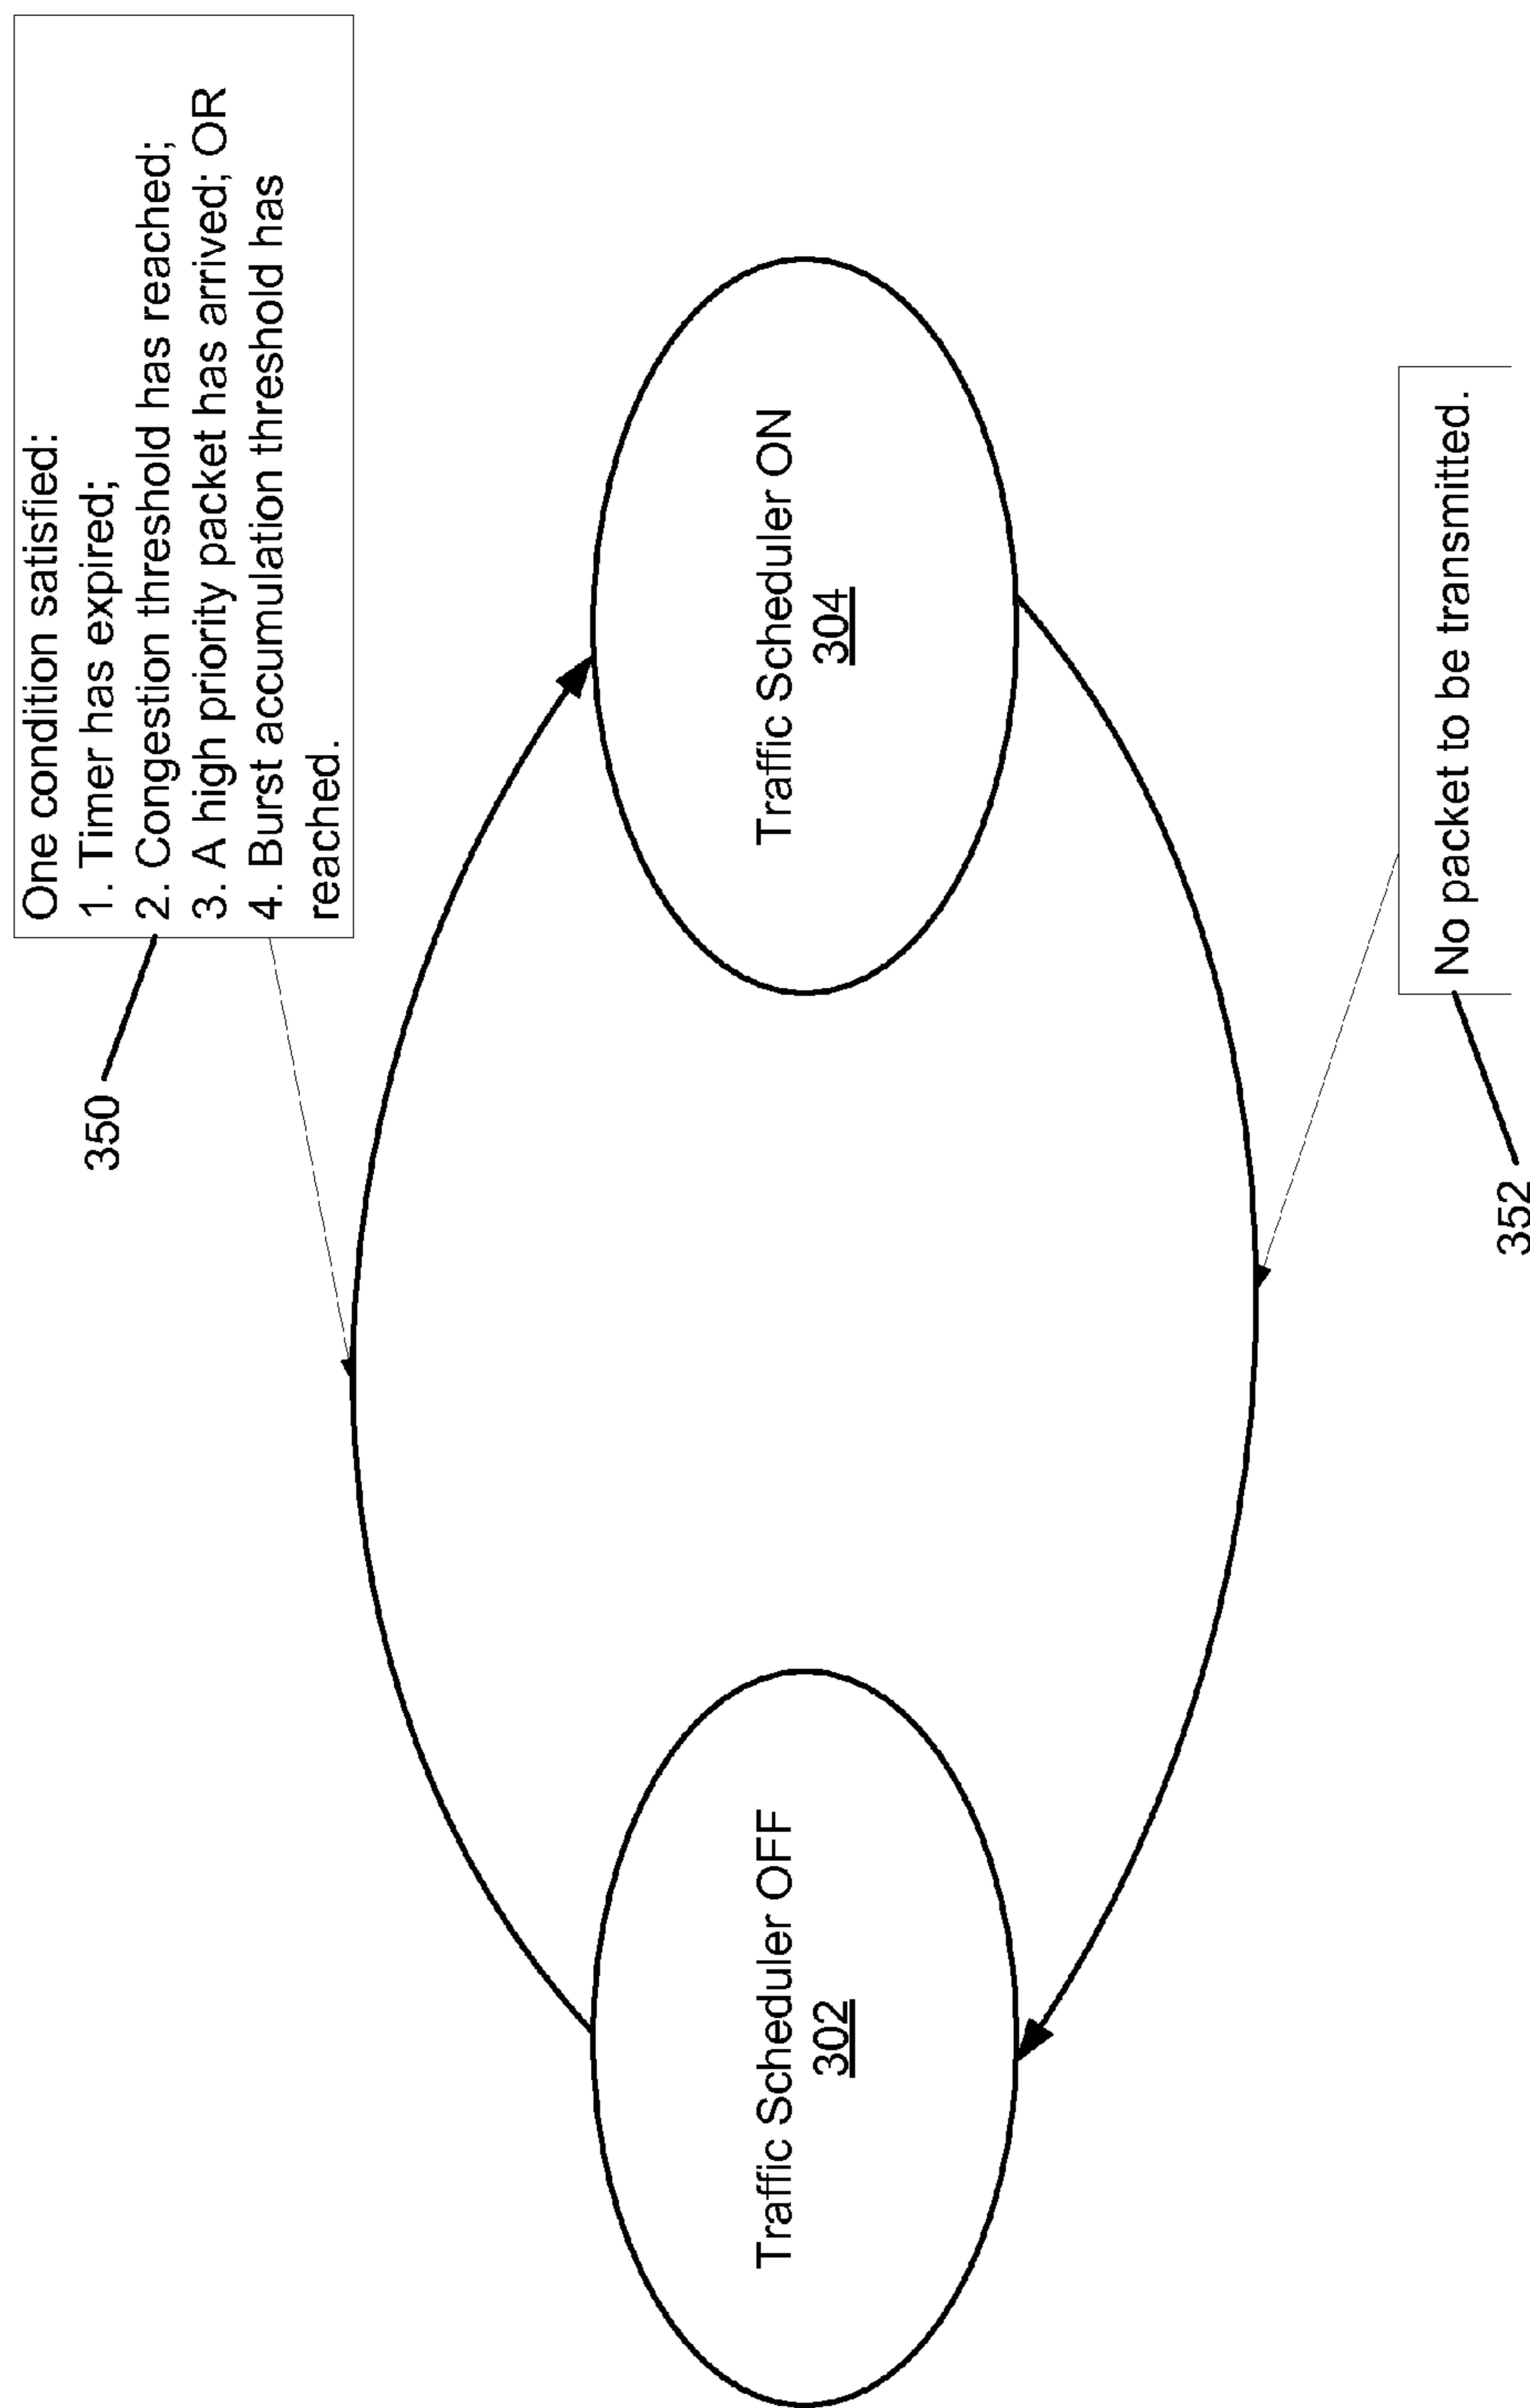 One condition satisfied:
1. Timer has expired;
2. Congestion threshold has reached;
3. A high priority packet has arrived; OR
4. Burst accumulation threshold has
reached.
350
Traffic Scheduler OFF
302
Traffic Scheduler ON
304
No packet to be transmitted.
352